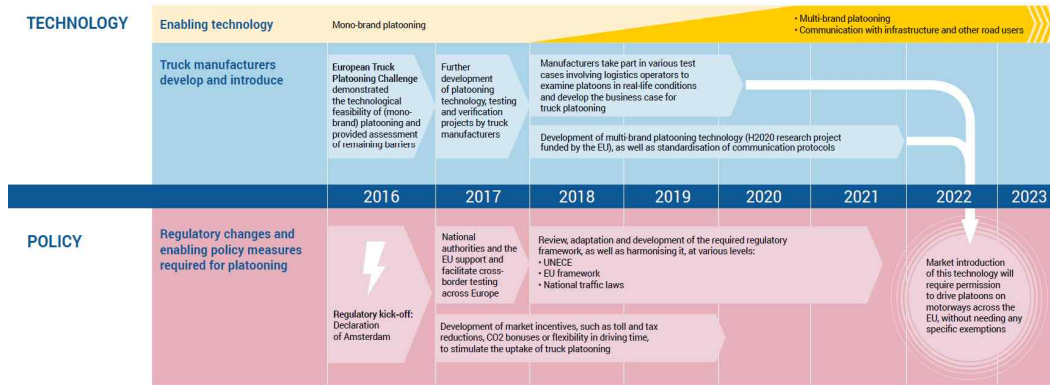 TECHNOLOGY
Enabling technology
Mono-brand platooning
• Multi-brand platooning
• Communication with infrastructure and other road users
Truck manufacturers
develop and introduce
European Truck
Platooning Challenge
demonstrated
the technological
feasibility of (mono-
brand) platooning and
provided assessment
of remaining barriers
Further
development
of platooning
technology, testing
and verification
projects by truck
manufacturers
Manufacturers take part in various test
cases involving logistics operators to
examine platoons in real-life conditions
and develop the business case for
truck platooning
Development of multi-brand platooning technology (H2020 research project
funded by the EU), as well as standardisation of communication protocols
2016
2017
2018
2019
2020
2021
2022
2023
POLICY
Regulatory changes and
enabling policy measures
required for platooning
Regulatory kick-off:
Declaration
of Amsterdam
National
authorities and the
EU support and
facilitate cross-
border testing
across Europe
Review, adaptation and development of the required regulatory
framework, as well as harmonising it, at various levels:
• UNECE
• EU framework
• National traffic laws
Development of market incentives, such as toll and tax
reductions, CO2 bonuses or flexibility in driving time,
to stimulate the uptake of truck platooning
Market introduction
of this technology will
require permission
to drive platoons on
motorways across the
EU, without needing any
specific exemptions